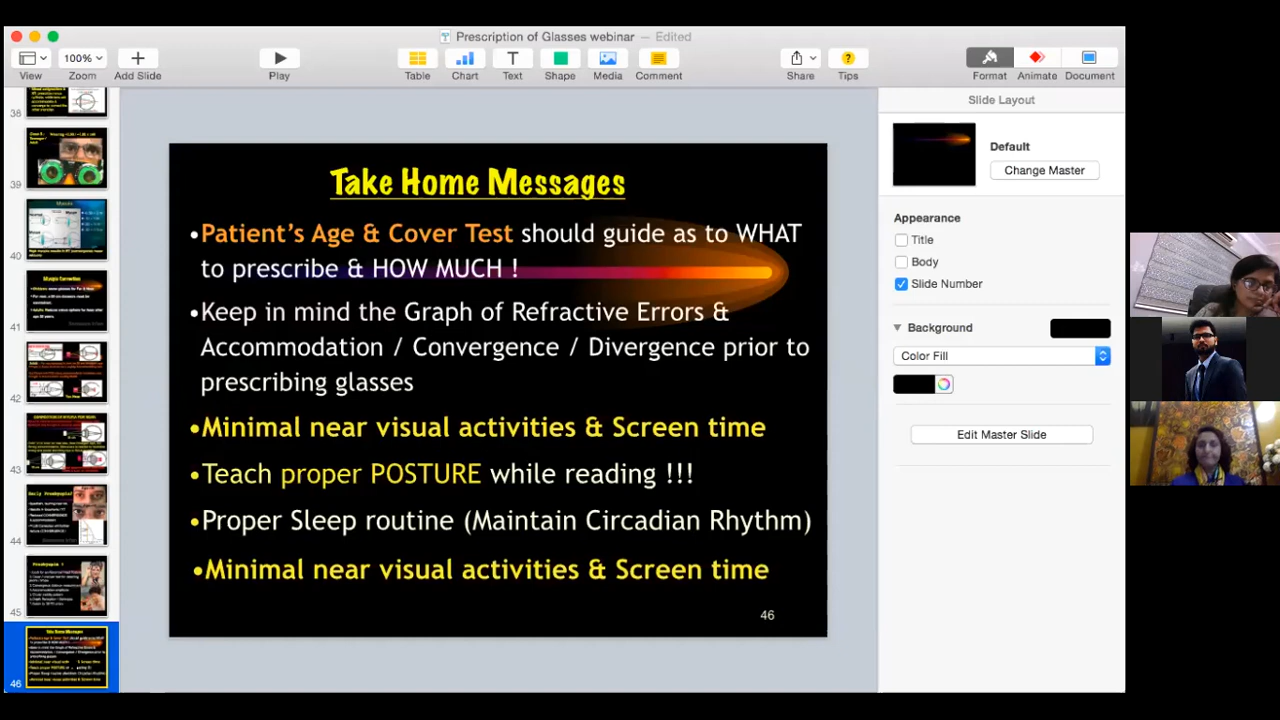 Prescription of Glasses webinar — Edited
View
100%
Zoom
Add Slide
Play
Table
Chart
Text
Shape
Media
Comment
Share
Tips
Format
Animate
Document
38
39
40
41
42
43
44
45
46
Take Home Messages
•Patient's Age & Cover Test should guide as to WHAT
to prescribe & HOW MUCH !
•Keep in mind the Graph of Refractive Errors &
Accommodation / Convergence / Divergence prior to
prescribing glasses
•Minimal near visual activities & Screen time
•Teach proper POSTURE while reading !!!
•Proper Sleep routine (Maintain Circadian Rhythm)
•Minimal near visual activities & Screen time
46
Slide Layout
Default
Change Master
Appearance
Title
Body
Slide Number
Background
Color Fill
Edit Master Slide